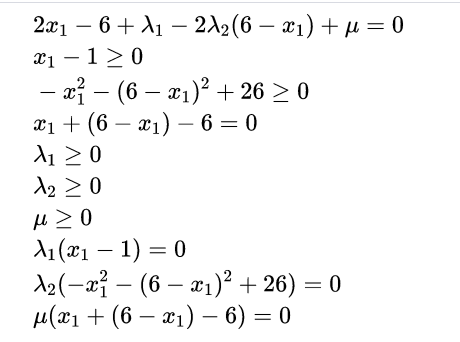 2x₁ − 6 + λ₁ − 2λ₂(6 − x₁) + μ = 0
x₁ − 1 ≥ 0
− x₁² − (6 − x₁)² + 26 ≥ 0
x₁ + (6 − x₁) − 6 = 0
λ₁ ≥ 0
λ₂ ≥ 0
μ ≥ 0
λ₁(x₁ − 1) = 0
λ₂(−x₁² − (6 − x₁)² + 26) = 0
μ(x₁ + (6 − x₁) − 6) = 0